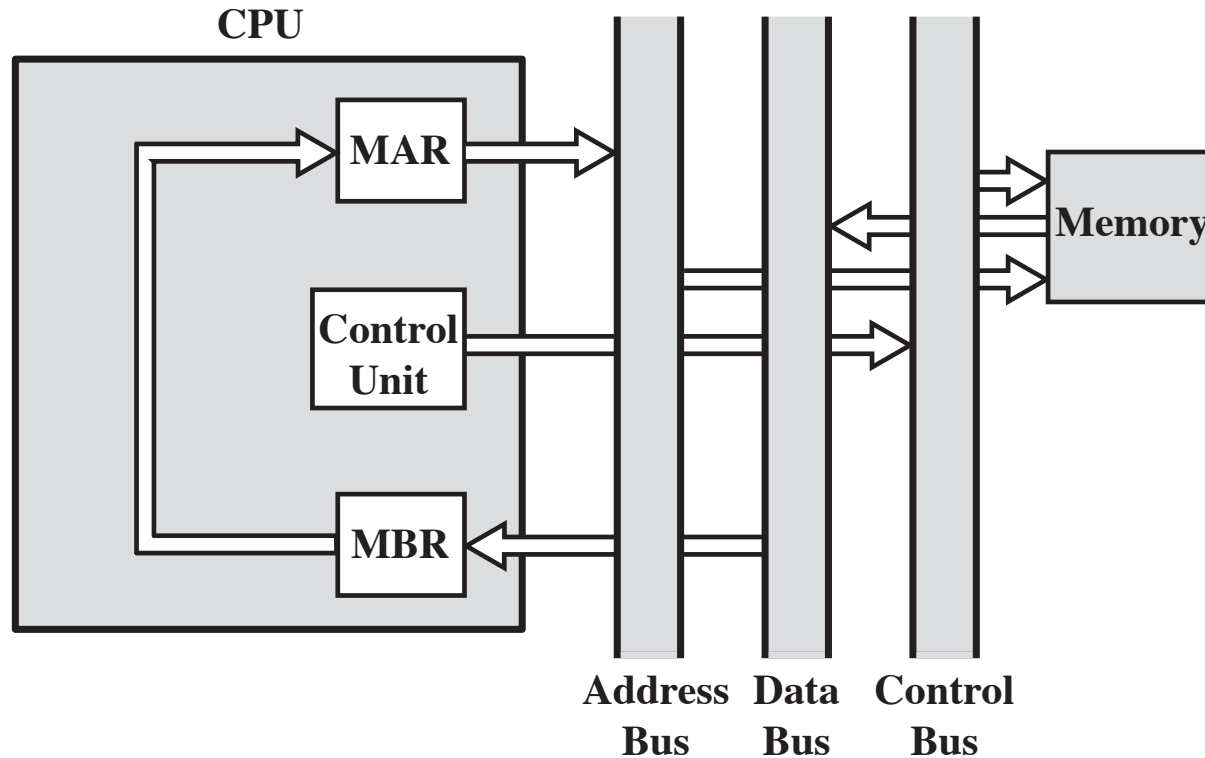 CPU
MAR
Memory
Control
Unit
MBR
Address
Bus
Data
Bus
Control
Bus